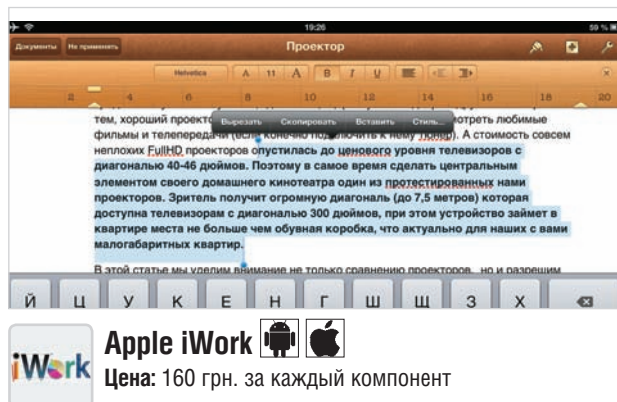 19:26
50 %
Документы Не применять Проектор
Helvetica A 11 A B I U
2 4 6 8 10 12 14 16 18 20
Вырезать Скопировать Вставить Стиль...
тем, хороший проекто отреть любимые
фильмы и телепередачи (если конечно подключить к нему тюнер). А стоимость совсем
неплохих FullHD проекторов опустилась до ценового уровня телевизоров с
диагональю 40-46 дюймов. Поэтому в самое время сделать центральным
элементом своего домашнего кинотеатра один из протестированных нами
проекторов. Зритель получит огромную диагональ (до 7,5 метров) которая
доступна телевизорам с диагональю 300 дюймов, при этом устройство займет в
квартире места не больше чем обувная коробка, что актуально для наших с вами
малогабаритных квартир.
В этой статье мы уделим внимание не только сравнению проекторов, но и разрешим
Й Ц У К Е Н Г Ш Щ З Х
iWork
Apple iWork
Цена: 160 грн. за каждый компонент